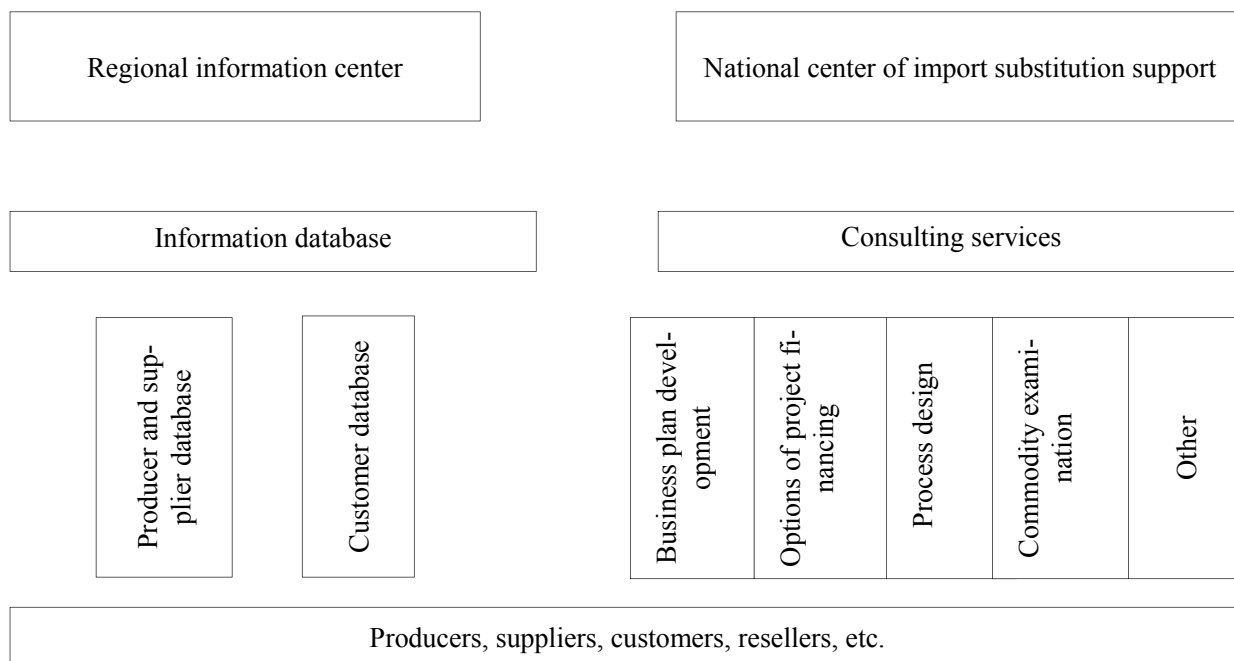 Regional information center
National center of import substitution support
Information database
Consulting services
Producer and sup-
plier database
Customer database
Business plan devel-
opment
Options of project fi-
nancing
Process design
Commodity exami-
nation
Other
Producers, suppliers, customers, resellers, etc.